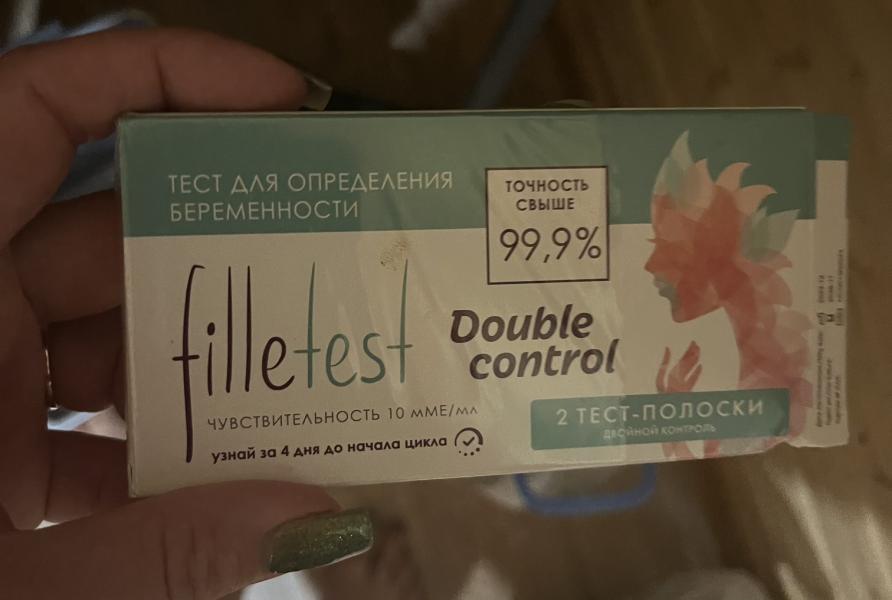 ТЕСТ ДЛЯ ОПРЕДЕЛЕНИЯ
БЕРЕМЕННОСТИ
ТОЧНОСТЬ
СВЫШЕ
99,9%
filletest
Double
control
ЧУВСТВИТЕЛЬНОСТЬ 10 мМЕ/мл
узнай за 4 дня до начала цикла
2 ТЕСТ-ПОЛОСКИ
ДВОЙНОЙ КОНТРОЛЬ